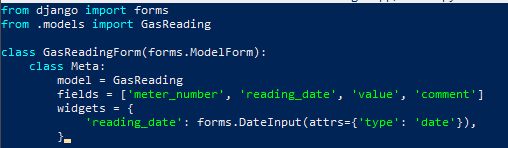 from django import forms
from .models import GasReading

class GasReadingForm(forms.ModelForm):
    class Meta:
        model = GasReading
        fields = ['meter_number', 'reading_date', 'value', 'comment']
        widgets = {
            'reading_date': forms.DateInput(attrs={'type': 'date'}),
        }